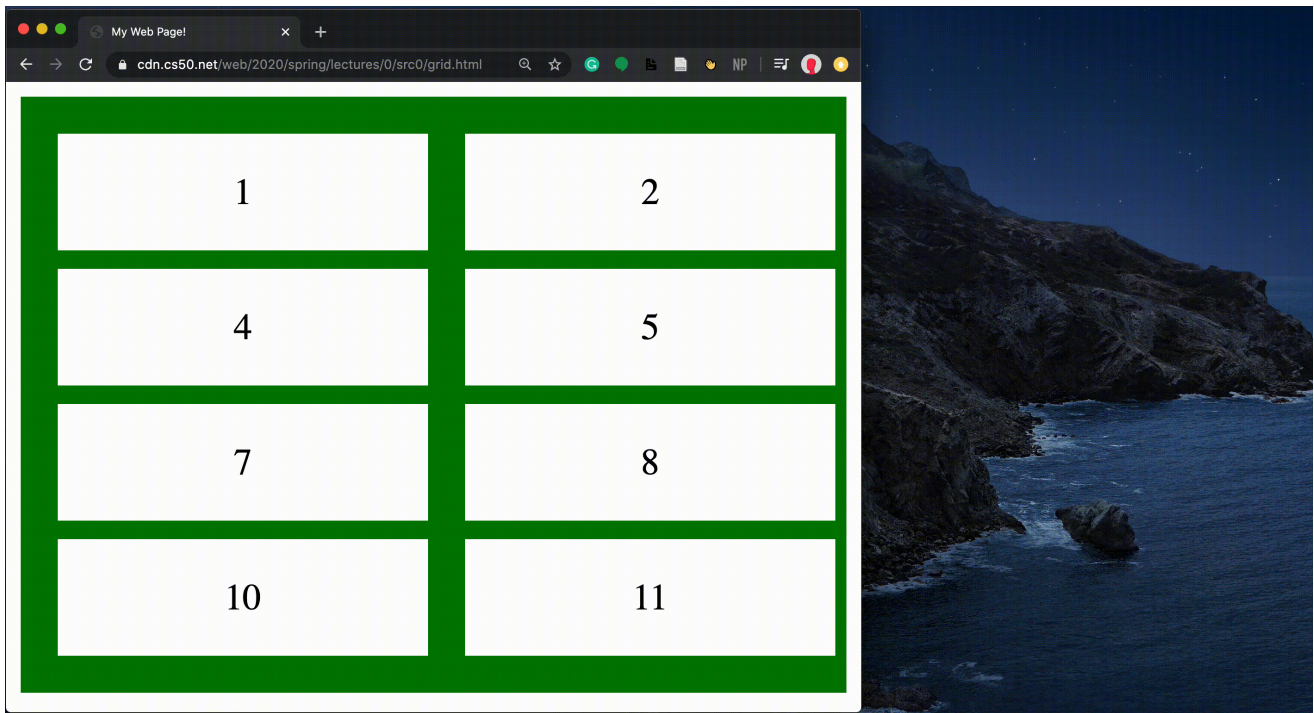 My Web Page!
cdn.cs50.net/web/2020/spring/lectures/0/src0/grid.html
NP
1 2
4 5
7 8
10 11